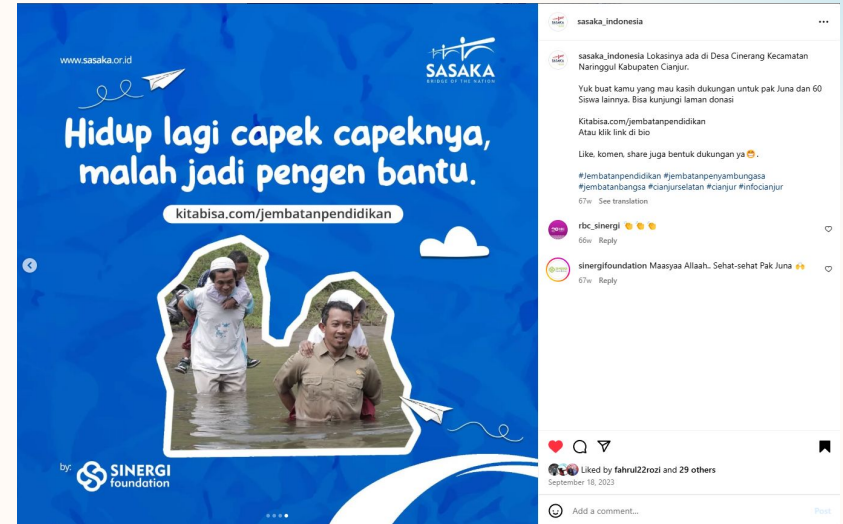 www.sasaka.or.id
SASAKA
BRIDGE OF THE NATION
Hidup lagi capek capeknya,
malah jadi pengen bantu.
kitabisa.com/jembatanpendidikan
by:
SINERGI
foundation
sasaka_indonesia
sasaka_indonesia Lokasinya ada di Desa Cinerang Kecamatan
Naringgul Kabupaten Cianjur.
Yuk buat kamu yang mau kasih dukungan untuk pak Juna dan 60
Siswa lainnya. Bisa kunjungi laman donasi
Kitabisa.com/jembatanpendidikan
Atau klik link di bio
Like, komen, share juga bentuk dukungan ya😁.
#Jembatanpendidikan #jembatanpenyambungasa
#jembatanbangsa #cianjurselatan #cianjur #infocianjur
67w See translation
rbc_sinergi 👏 👏 👏
66w Reply
sinergifoundation Maasyaa Allaah.. Sehat-sehat Pak Juna 🙌
67w Reply
Liked by fahrul22rozi and 29 others
September 18, 2023
Add a comment...
Post